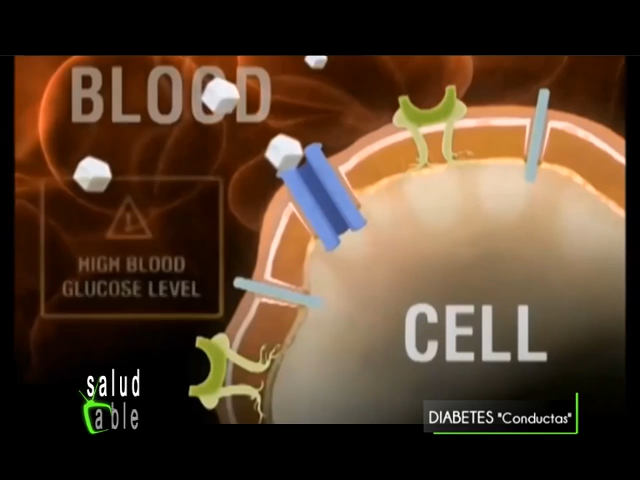 BLOOD
HIGH BLOOD
GLUCOSE LEVEL
CELL
salud
able
DIABETES "Conductas"